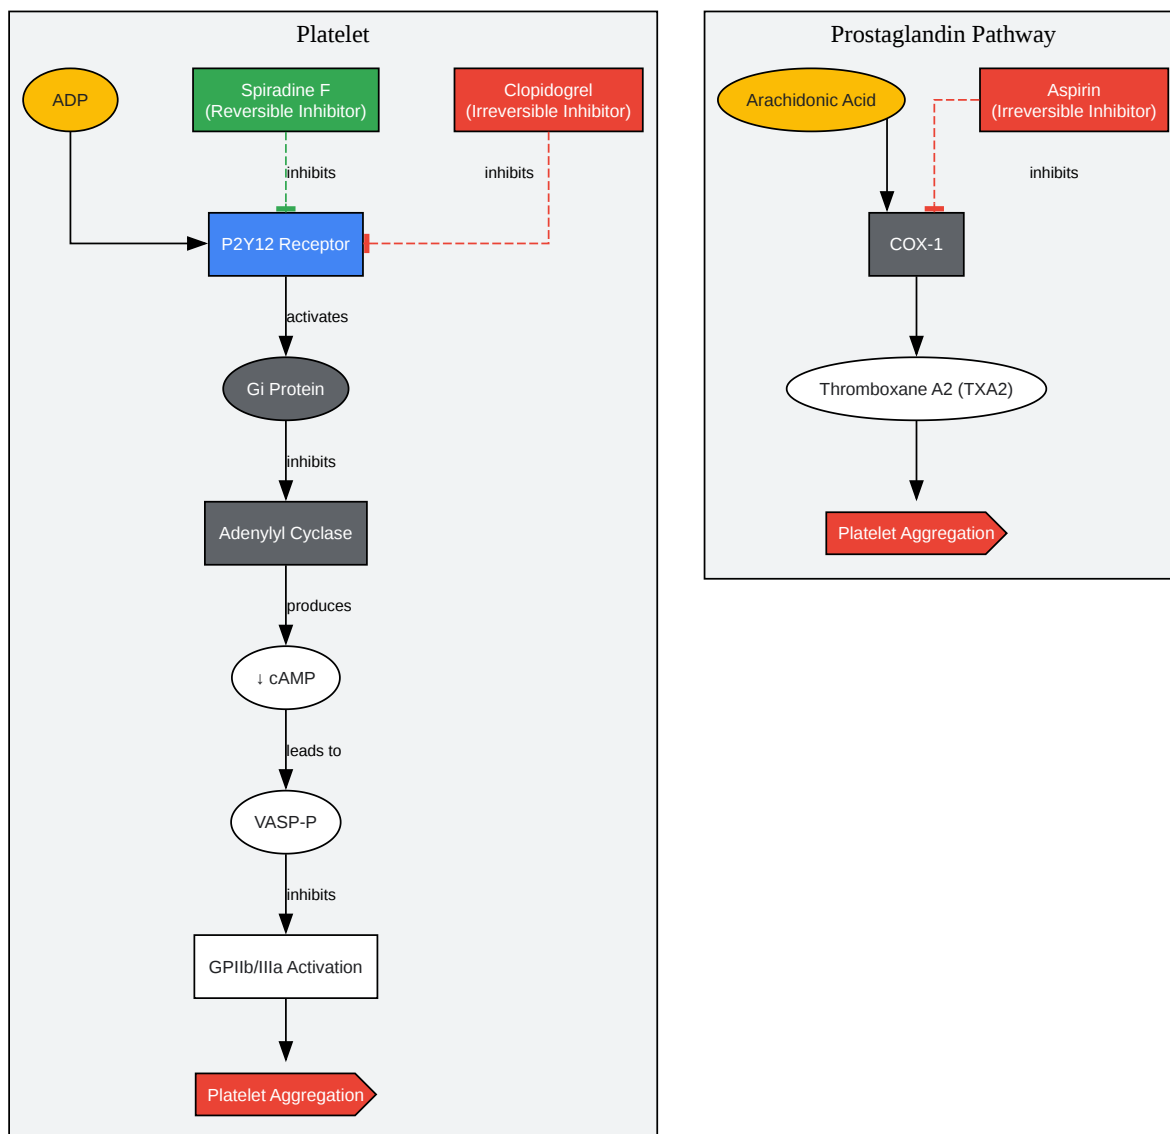 Platelet
ADP
Spiradine F
(Reversible Inhibitor)
Clopidogrel
(Irreversible Inhibitor)
inhibits
inhibits
P2Y12 Receptor
activates
Gi Protein
inhibits
Adenylyl Cyclase
produces
↓ cAMP
leads to
VASP-P
inhibits
GPIIb/IIIa Activation
Platelet Aggregation
Prostaglandin Pathway
Arachidonic Acid
Aspirin
(Irreversible Inhibitor)
inhibits
COX-1
Thromboxane A2 (TXA2)
Platelet Aggregation